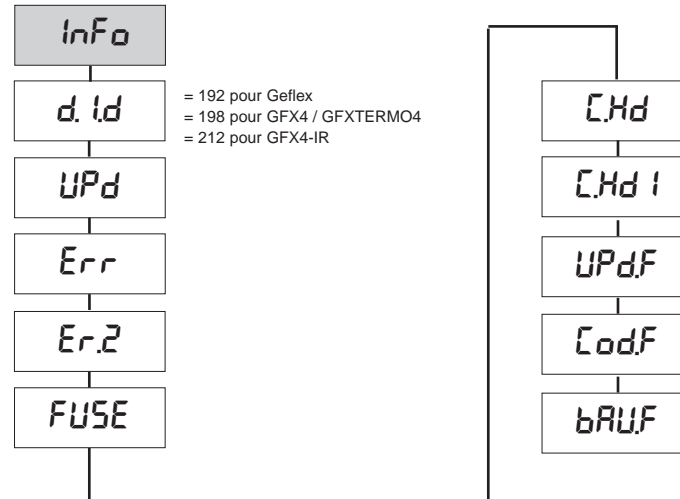 InFo
d.I.d
= 192 pour Geflex
= 198 pour GFX4 / GFXTERMO4
= 212 pour GFX4-IR
UPd
Err
Er.2
FUSE
C.Hd
C.Hd1
UPd.F
Cod.F
bAU.F